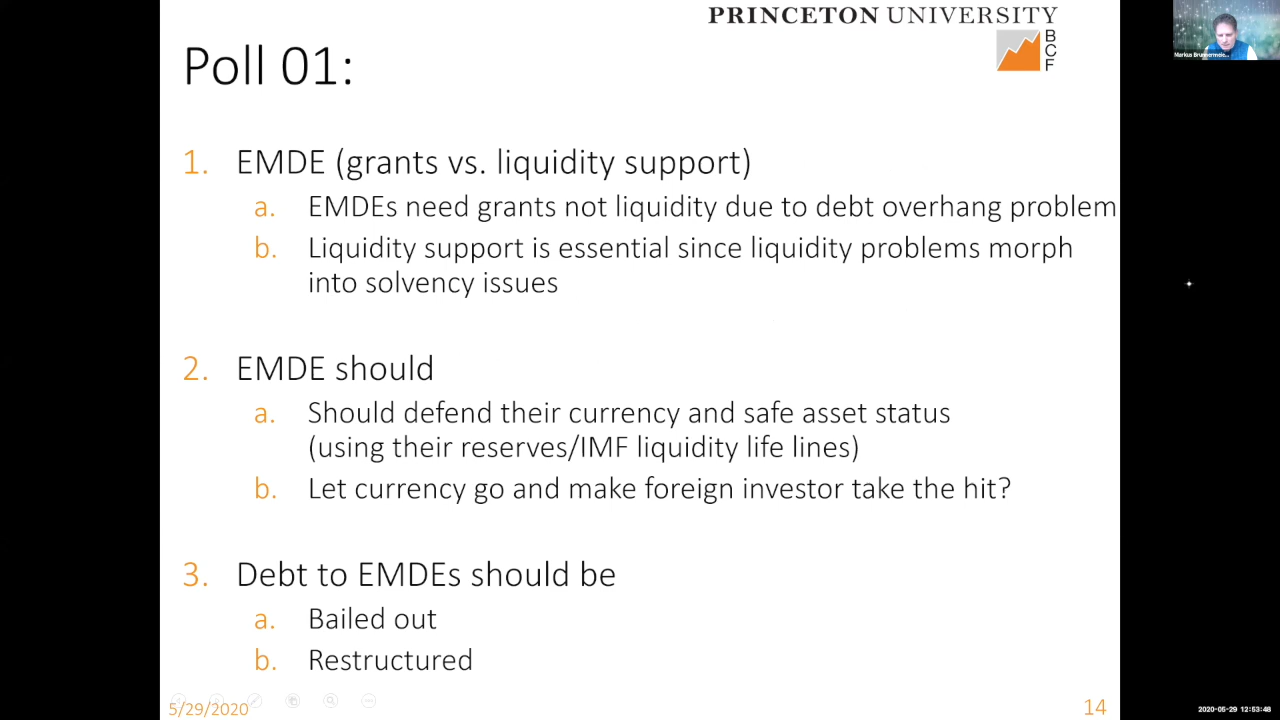 PRINCETON UNIVERSITY
B
C
F
Markus Brunnermeie...
Poll 01:
1. EMDE (grants vs. liquidity support)
a. EMDEs need grants not liquidity due to debt overhang problem
b. Liquidity support is essential since liquidity problems morph
into solvency issues
2. EMDE should
a. Should defend their currency and safe asset status
(using their reserves/IMF liquidity life lines)
b. Let currency go and make foreign investor take the hit?
3. Debt to EMDEs should be
a. Bailed out
b. Restructured
5/29/2020
14
2020-05-29 12:53:48